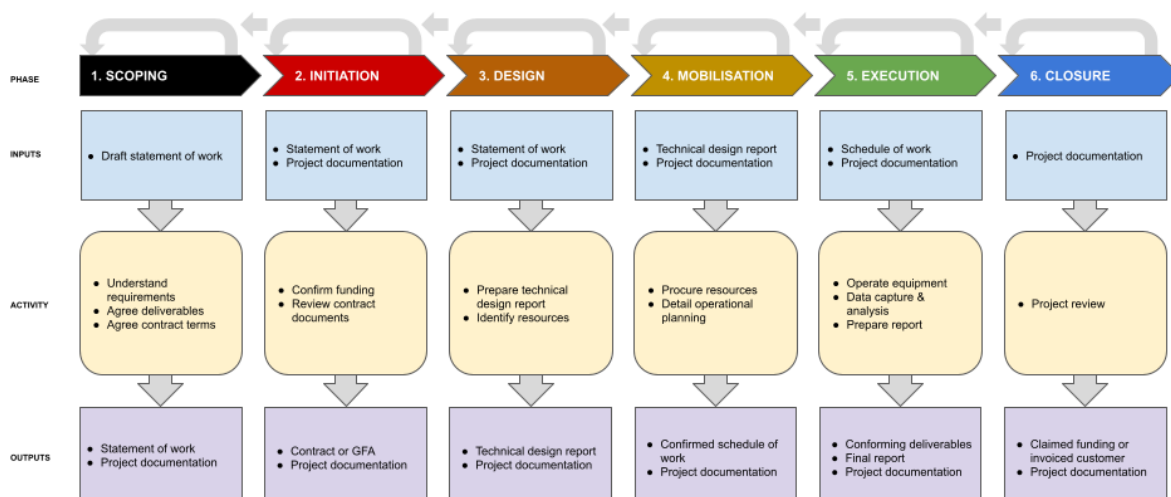 PHASE
1. SCOPING
2. INITIATION
3. DESIGN
4. MOBILISATION
5. EXECUTION
6. CLOSURE
INPUTS
● Draft statement of work
● Statement of work
● Project documentation
● Statement of work
● Project documentation
● Technical design report
● Project documentation
● Schedule of work
● Project documentation
● Project documentation
ACTIVITY
● Understand
requirements
● Agree deliverables
● Agree contract terms
● Confirm funding
● Review contract
documents
● Prepare technical
design report
● Identify resources
● Procure resources
● Detail operational
planning
● Operate equipment
● Data capture &
analysis
● Prepare report
● Project review
OUTPUTS
● Statement of work
● Project documentation
● Contract or GFA
● Project documentation
● Technical design report
● Project documentation
● Confirmed schedule of
work
● Project documentation
● Conforming deliverables
● Final report
● Project documentation
● Claimed funding or
invoiced customer
● Project documentation